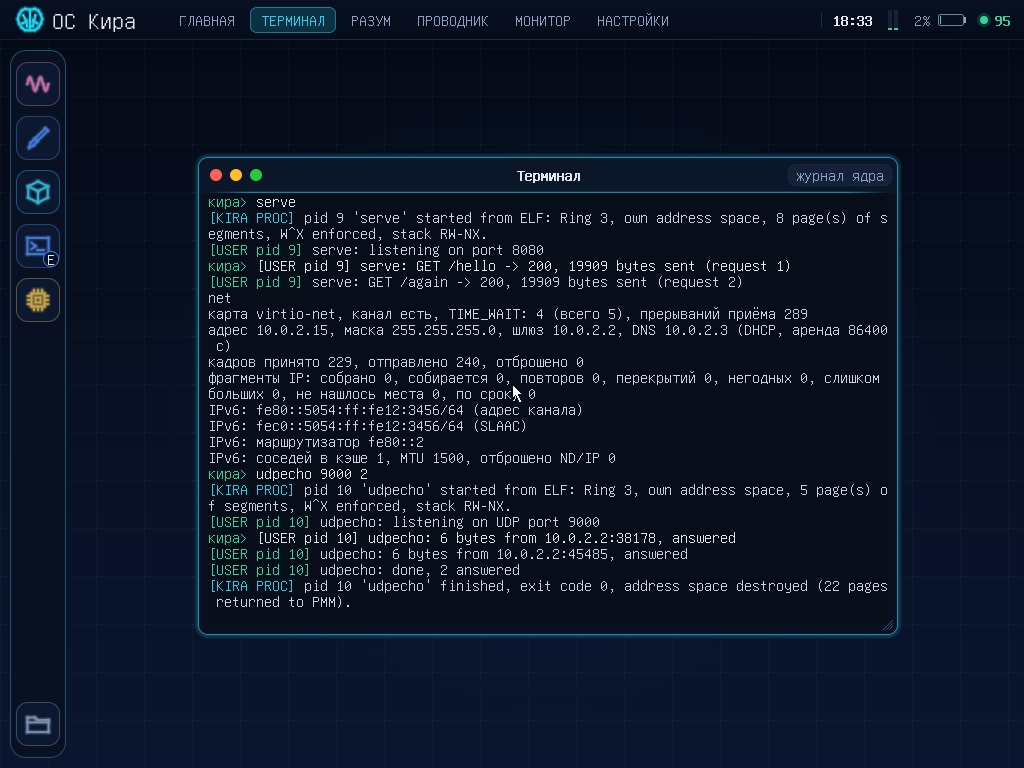 ОС Кира
ГЛАВНАЯ ТЕРМИНАЛ РАЗУМ ПРОВОДНИК МОНИТОР НАСТРОЙКИ
18:33 2% 95
E
Терминал
журнал ядра
кира> serve
[KIRA PROC] pid 9 'serve' started from ELF: Ring 3, own address space, 8 page(s) of s
egments, W^X enforced, stack RW-NX.
[USER pid 9] serve: listening on port 8080
кира> [USER pid 9] serve: GET /hello -> 200, 19909 bytes sent (request 1)
[USER pid 9] serve: GET /again -> 200, 19909 bytes sent (request 2)
net
карта virtio-net, канал есть, TIME_WAIT: 4 (всего 5), прерываний приёма 289
адрес 10.0.2.15, маска 255.255.255.0, шлюз 10.0.2.2, DNS 10.0.2.3 (DHCP, аренда 86400
с)
кадров принято 229, отправлено 240, отброшено 0
фрагменты IP: собрано 0, собирается 0, повторов 0, перекрытий 0, негодных 0, слишком
больших 0, не нашлось места 0, по сроку 0
IPv6: fe80::5054:ff:fe12:3456/64 (адрес канала)
IPv6: fec0::5054:ff:fe12:3456/64 (SLAAC)
IPv6: маршрутизатор fe80::2
IPv6: соседей в кэше 1, MTU 1500, отброшено ND/IP 0
кира> udpecho 9000 2
[KIRA PROC] pid 10 'udpecho' started from ELF: Ring 3, own address space, 5 page(s) o
f segments, W^X enforced, stack RW-NX.
[USER pid 10] udpecho: listening on UDP port 9000
кира> [USER pid 10] udpecho: 6 bytes from 10.0.2.2:38178, answered
[USER pid 10] udpecho: 6 bytes from 10.0.2.2:45485, answered
[USER pid 10] udpecho: done, 2 answered
[KIRA PROC] pid 10 'udpecho' finished, exit code 0, address space destroyed (22 pages
returned to PMM).